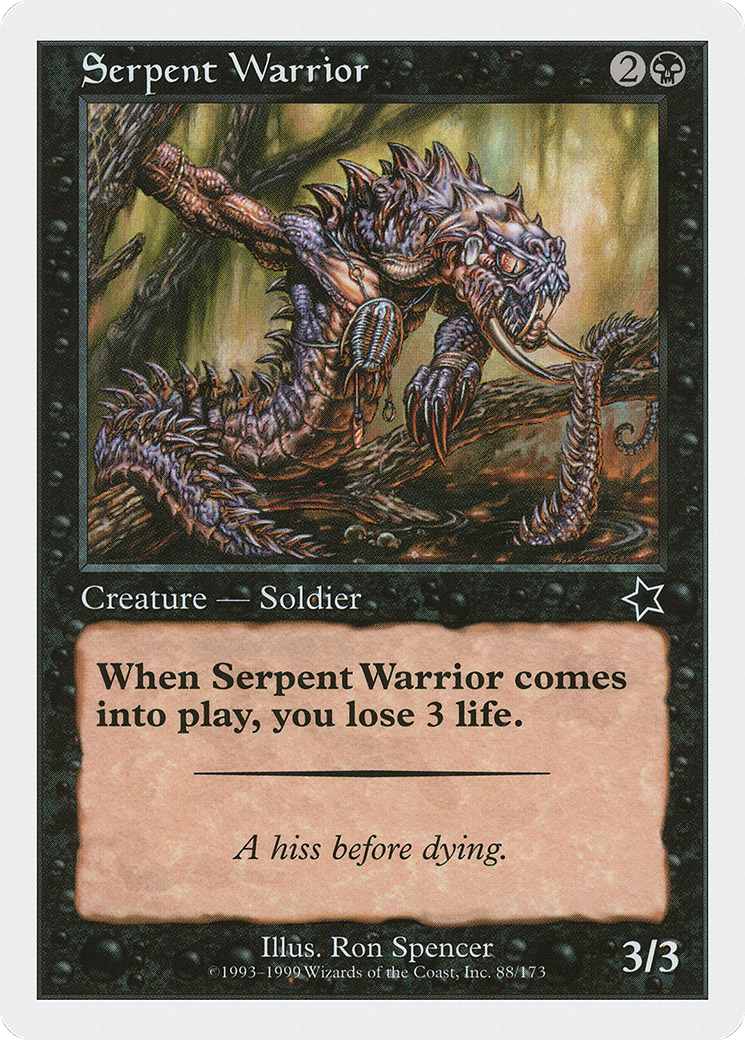 Serpent Warrior
2
Creature — Soldier
When Serpent Warrior comes
into play, you lose 3 life.
A hiss before dying.
Illus. Ron Spencer
©1993–1999 Wizards of the Coast, Inc. 88/173
3/3